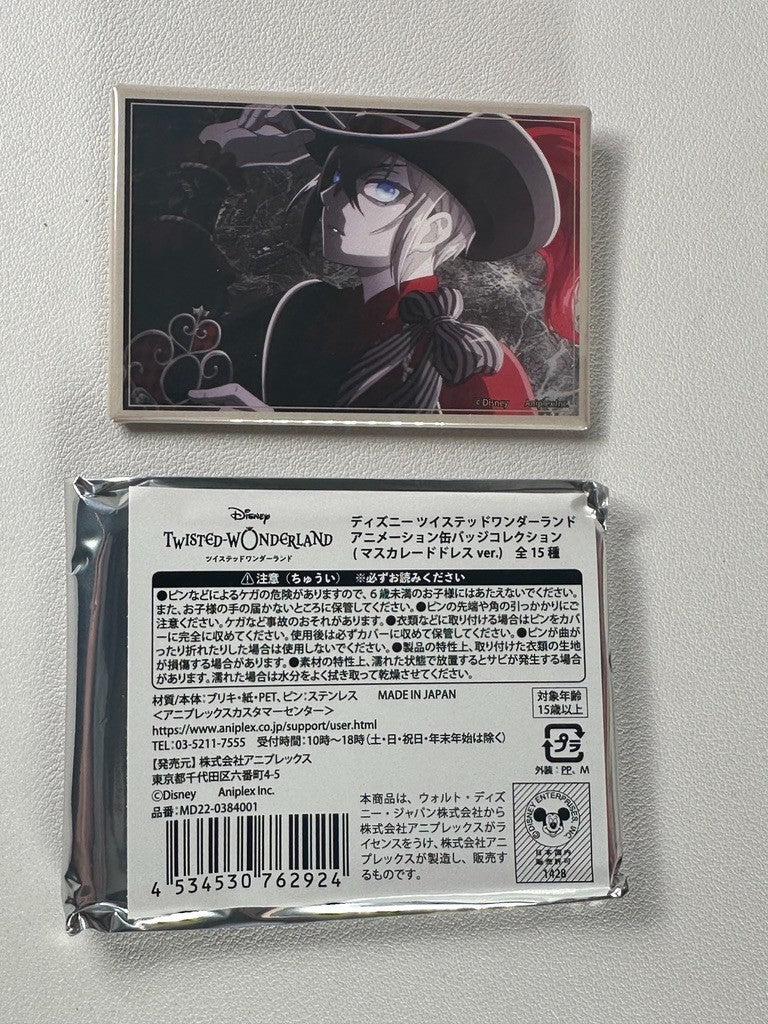 ©Disney Aniplex Inc.
Disney
TWISTED-WONDERLAND
ツイステッドワンダーランド
ディズニー ツイステッドワンダーランド
アニメーション缶バッジコレクション
(マスカレードドレス ver.) 全15種
⚠注意(ちゅうい) ※必ずお読みください
●ピンなどによるケガの危険がありますので、6歳未満のお子様にはあたえないでください。
また、お子様の手の届かないところに保管してください。●ピンの先端や角の引っかかりにご
注意ください。ケガなど事故のおそれがあります。●衣類などに取り付ける場合はピンをカバ
ーに完全に収めてください。使用後は必ずカバーに収めて保管してください。●ピンが曲が
ったり折れたりした場合は使用しないでください。●製品の特性上、取り付けた衣類の生地
が損傷する場合があります。●素材の特性上、濡れた状態で放置するとサビが発生する場合
があります。濡れた場合は水分をよく拭き取って乾燥させてください。
材質/本体:ブリキ・紙・PET、ピン:ステンレス MADE IN JAPAN
<アニプレックスカスタマーセンター>
https://www.aniplex.co.jp/support/user.html
TEL:03-5211-7555 受付時間:10時~18時(土・日・祝日・年末年始は除く)
【発売元】株式会社アニプレックス
東京都千代田区六番町4-5
©Disney Aniplex Inc.
品番:MD22-0384001
対象年齢
15歳以上
プラ
外装:PP、M
4 534530 762924
本商品は、ウォルト・ディズ
ニー・ジャパン株式会社から
株式会社アニプレックスがラ
イセンスをうけ、株式会社ア
ニプレックスが製造し、販売す
るものです。
©DISNEY ENTERPRISES, INC.
日本国内
販売許可
1428